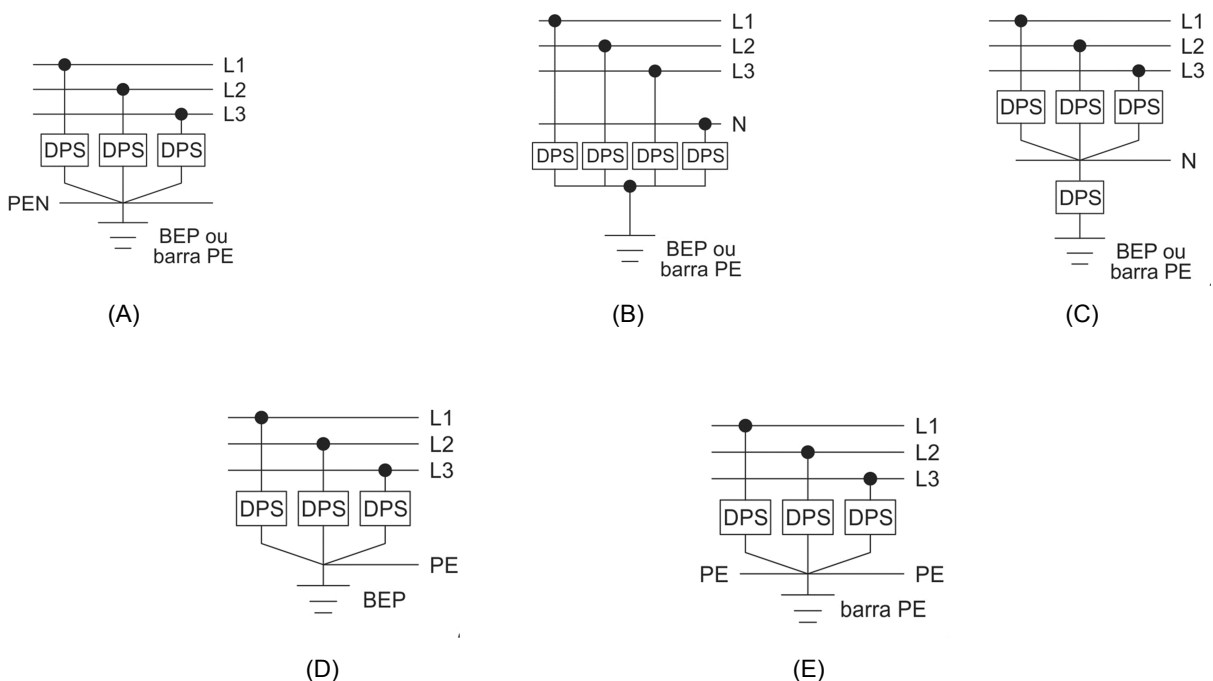 L1
L2
L3
DPS DPS DPS
PEN
BEP ou
barra PE
(A)
L1
L2
L3
N
DPS DPS DPS DPS
BEP ou
barra PE
(B)
L1
L2
L3
DPS DPS DPS
N
DPS
BEP ou
barra PE
(C)
L1
L2
L3
DPS DPS DPS
PE
BEP
(D)
L1
L2
L3
DPS DPS DPS
PE PE
barra PE
(E)